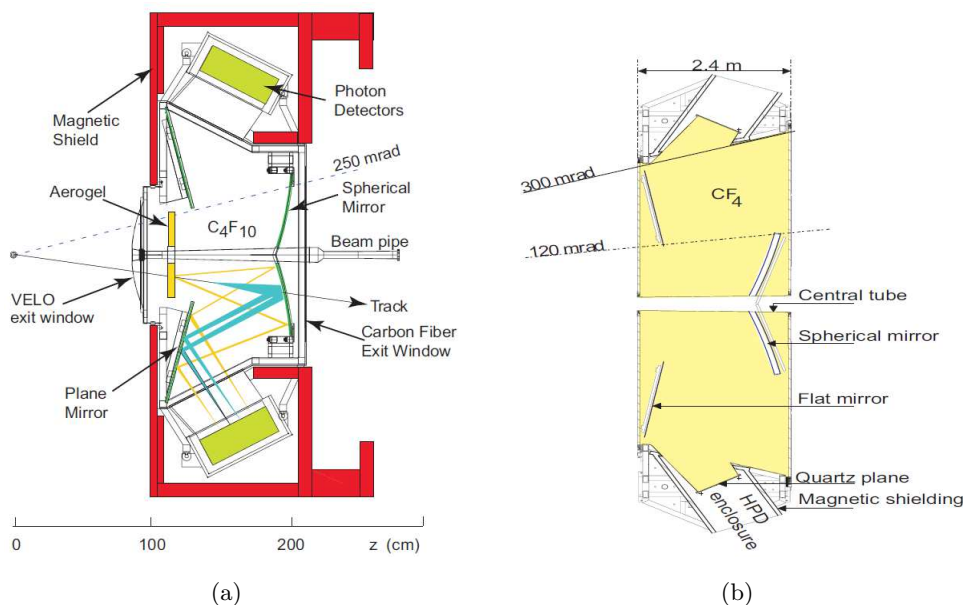 Magnetic
Shield
Aerogel
VELO
exit window
Plane
Mirror
Photon
Detectors
250 mrad
Spherical
Mirror
C4F10
Beam pipe
Track
Carbon Fiber
Exit Window
0
100
200
z (cm)
(a)
2.4 m
300 mrad
CF4
120 mrad
Central tube
Spherical mirror
Flat mirror
Quartz plane
Magnetic shielding
HPD
enclosure
(b)